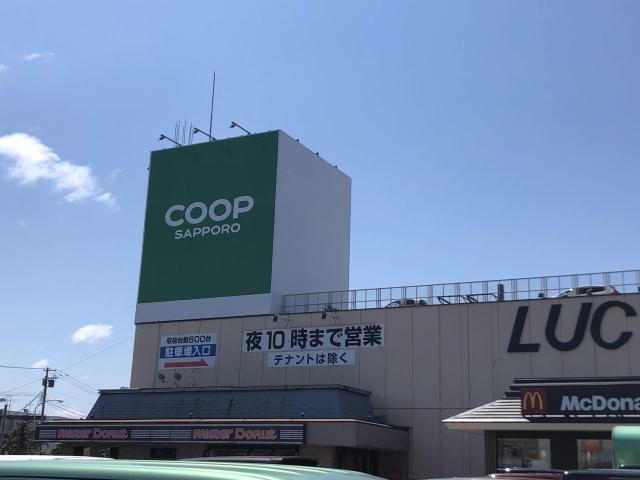 COOP
SAPPORO
収容台数600台
駐車場入口
夜10時まで営業
テナントは除く
LUC
McDona
mister Donut
mister Donut